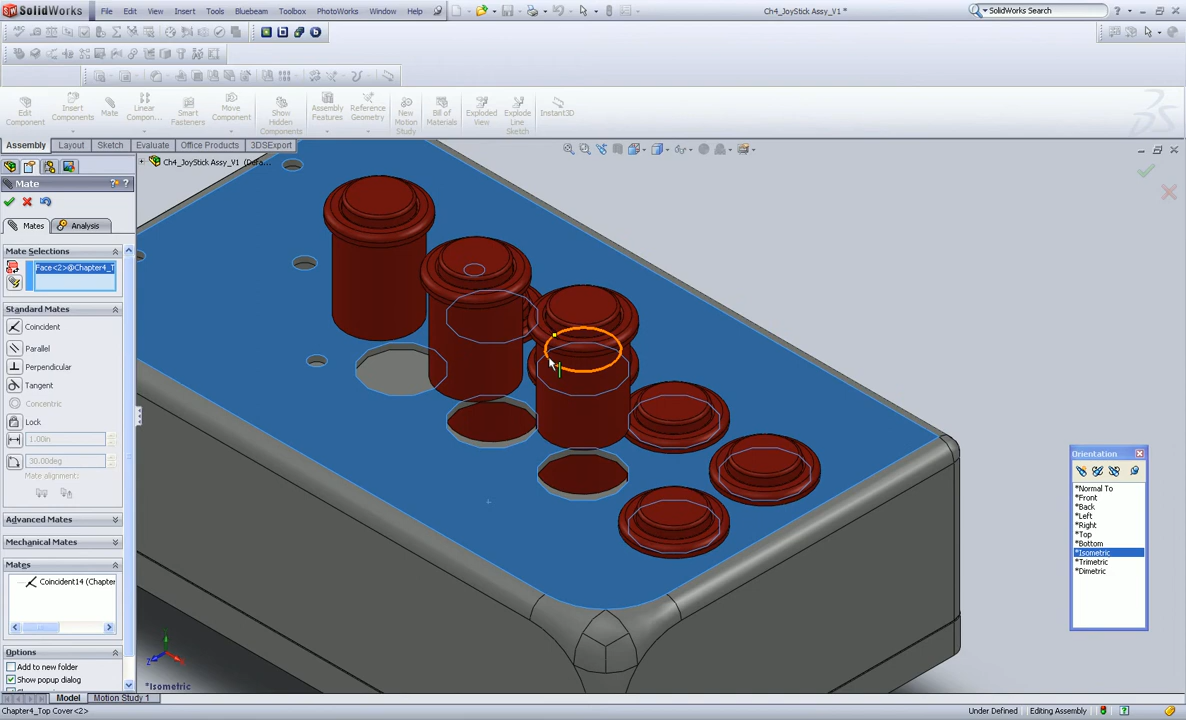 SolidWorks File Edit View Insert Tools Bluebeam Toolbox PhotoWorks Window Help Ch4_JoyStick Assy_V1 * SolidWorks Search
Edit Component
Insert Components
Mate
Linear Compon...
Smart Fasteners
Move Component
Show Hidden Components
Assembly Features
Reference Geometry
New Motion Study
Bill of Materials
Exploded View
Explode Line Sketch
Instant3D
Assembly Layout Sketch Evaluate Office Products 3DSExport
Ch4_JoyStick Assy_V1 (Defa...
Mate
Mates Analysis
Mate Selections
Face<2>@Chapter4_T
Standard Mates
Coincident
Parallel
Perpendicular
Tangent
Concentric
Lock
1.00in
30.00deg
Mate alignment:
Advanced Mates
Mechanical Mates
Mates
Coincident14 (Chapter
Options
Add to new folder
Show popup dialog
Orientation
*Normal To
*Front
*Back
*Left
*Right
*Top
*Bottom
*Isometric
*Trimetric
*Dimetric
*Isometric
Model Motion Study 1
Chapter4_Top Cover<2> Under Defined Editing Assembly